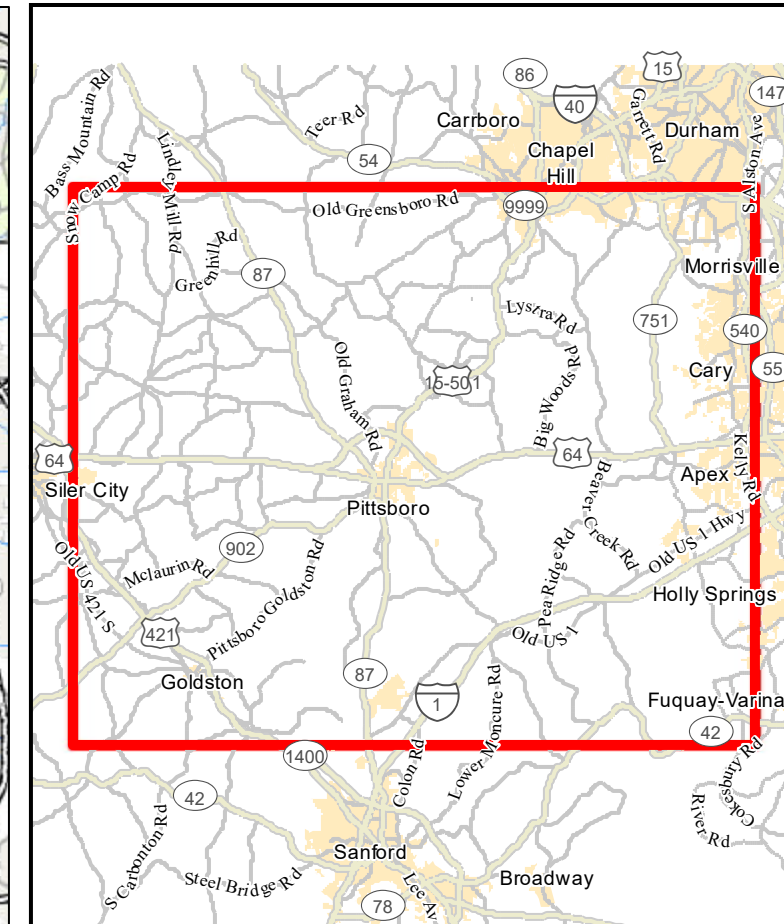 15
86
147
40
Teer Rd
Carrboro
Garrett Rd
Durham
Bass Mountain Rd
Chapel
Hill
S Alston Ave
54
Lindley Mill Rd
Snow Camp Rd
Old Greensboro Rd
9999
Greenhill Rd
87
Morrisville
Lystra Rd
751
540
Old Graham Rd
15-501
Big Woods Rd
Cary
55
64
64
Kelly Rd
Siler City
Apex
Pittsboro
Beaver Creek Rd
Old US 1 Hwy
902
Mclaurin Rd
Old US 421 S
Pittsboro Goldston Rd
Pea Ridge Rd
Holly Springs
421
Old US 1
Goldston
87
Lower Moncure Rd
1
Fuquay-Varina
42
1400
Colon Rd
Cokesbury Rd
42
River Rd
S Carbonton Rd
Sanford
Steel Bridge Rd
Broadway
Lee Av
78